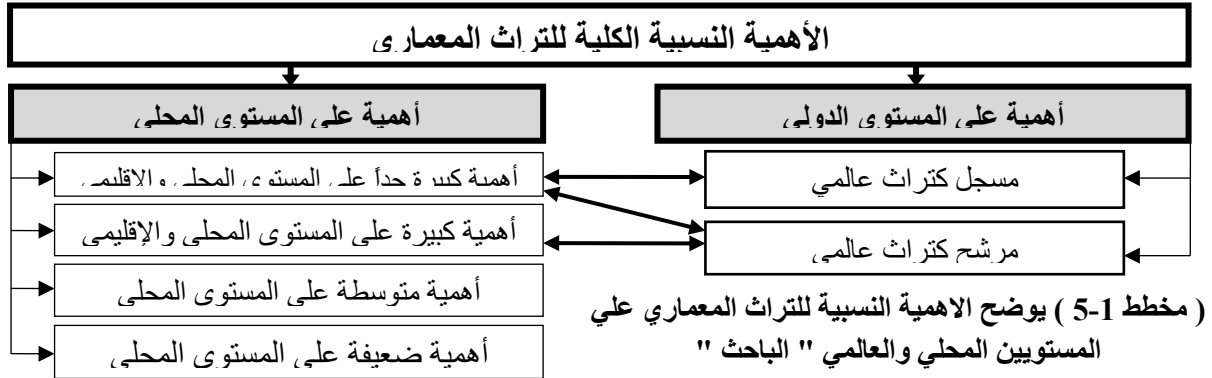 الأهمية النسبية الكلية للتراث المعماري
أهمية على المستوى الدولي
أهمية على المستوى المحلي
مسجل كتراث عالمي
مرشح كتراث عالمي
أهمية كبيرة جداً على المستوى المحلي والإقليمي
أهمية كبيرة على المستوى المحلي والإقليمي
أهمية متوسطة على المستوى المحلي
أهمية ضعيفة على المستوى المحلي
( مخطط 1-5 ) يوضح الاهمية النسبية للتراث المعماري علي
المستويين المحلي والعالمي " الباحث "